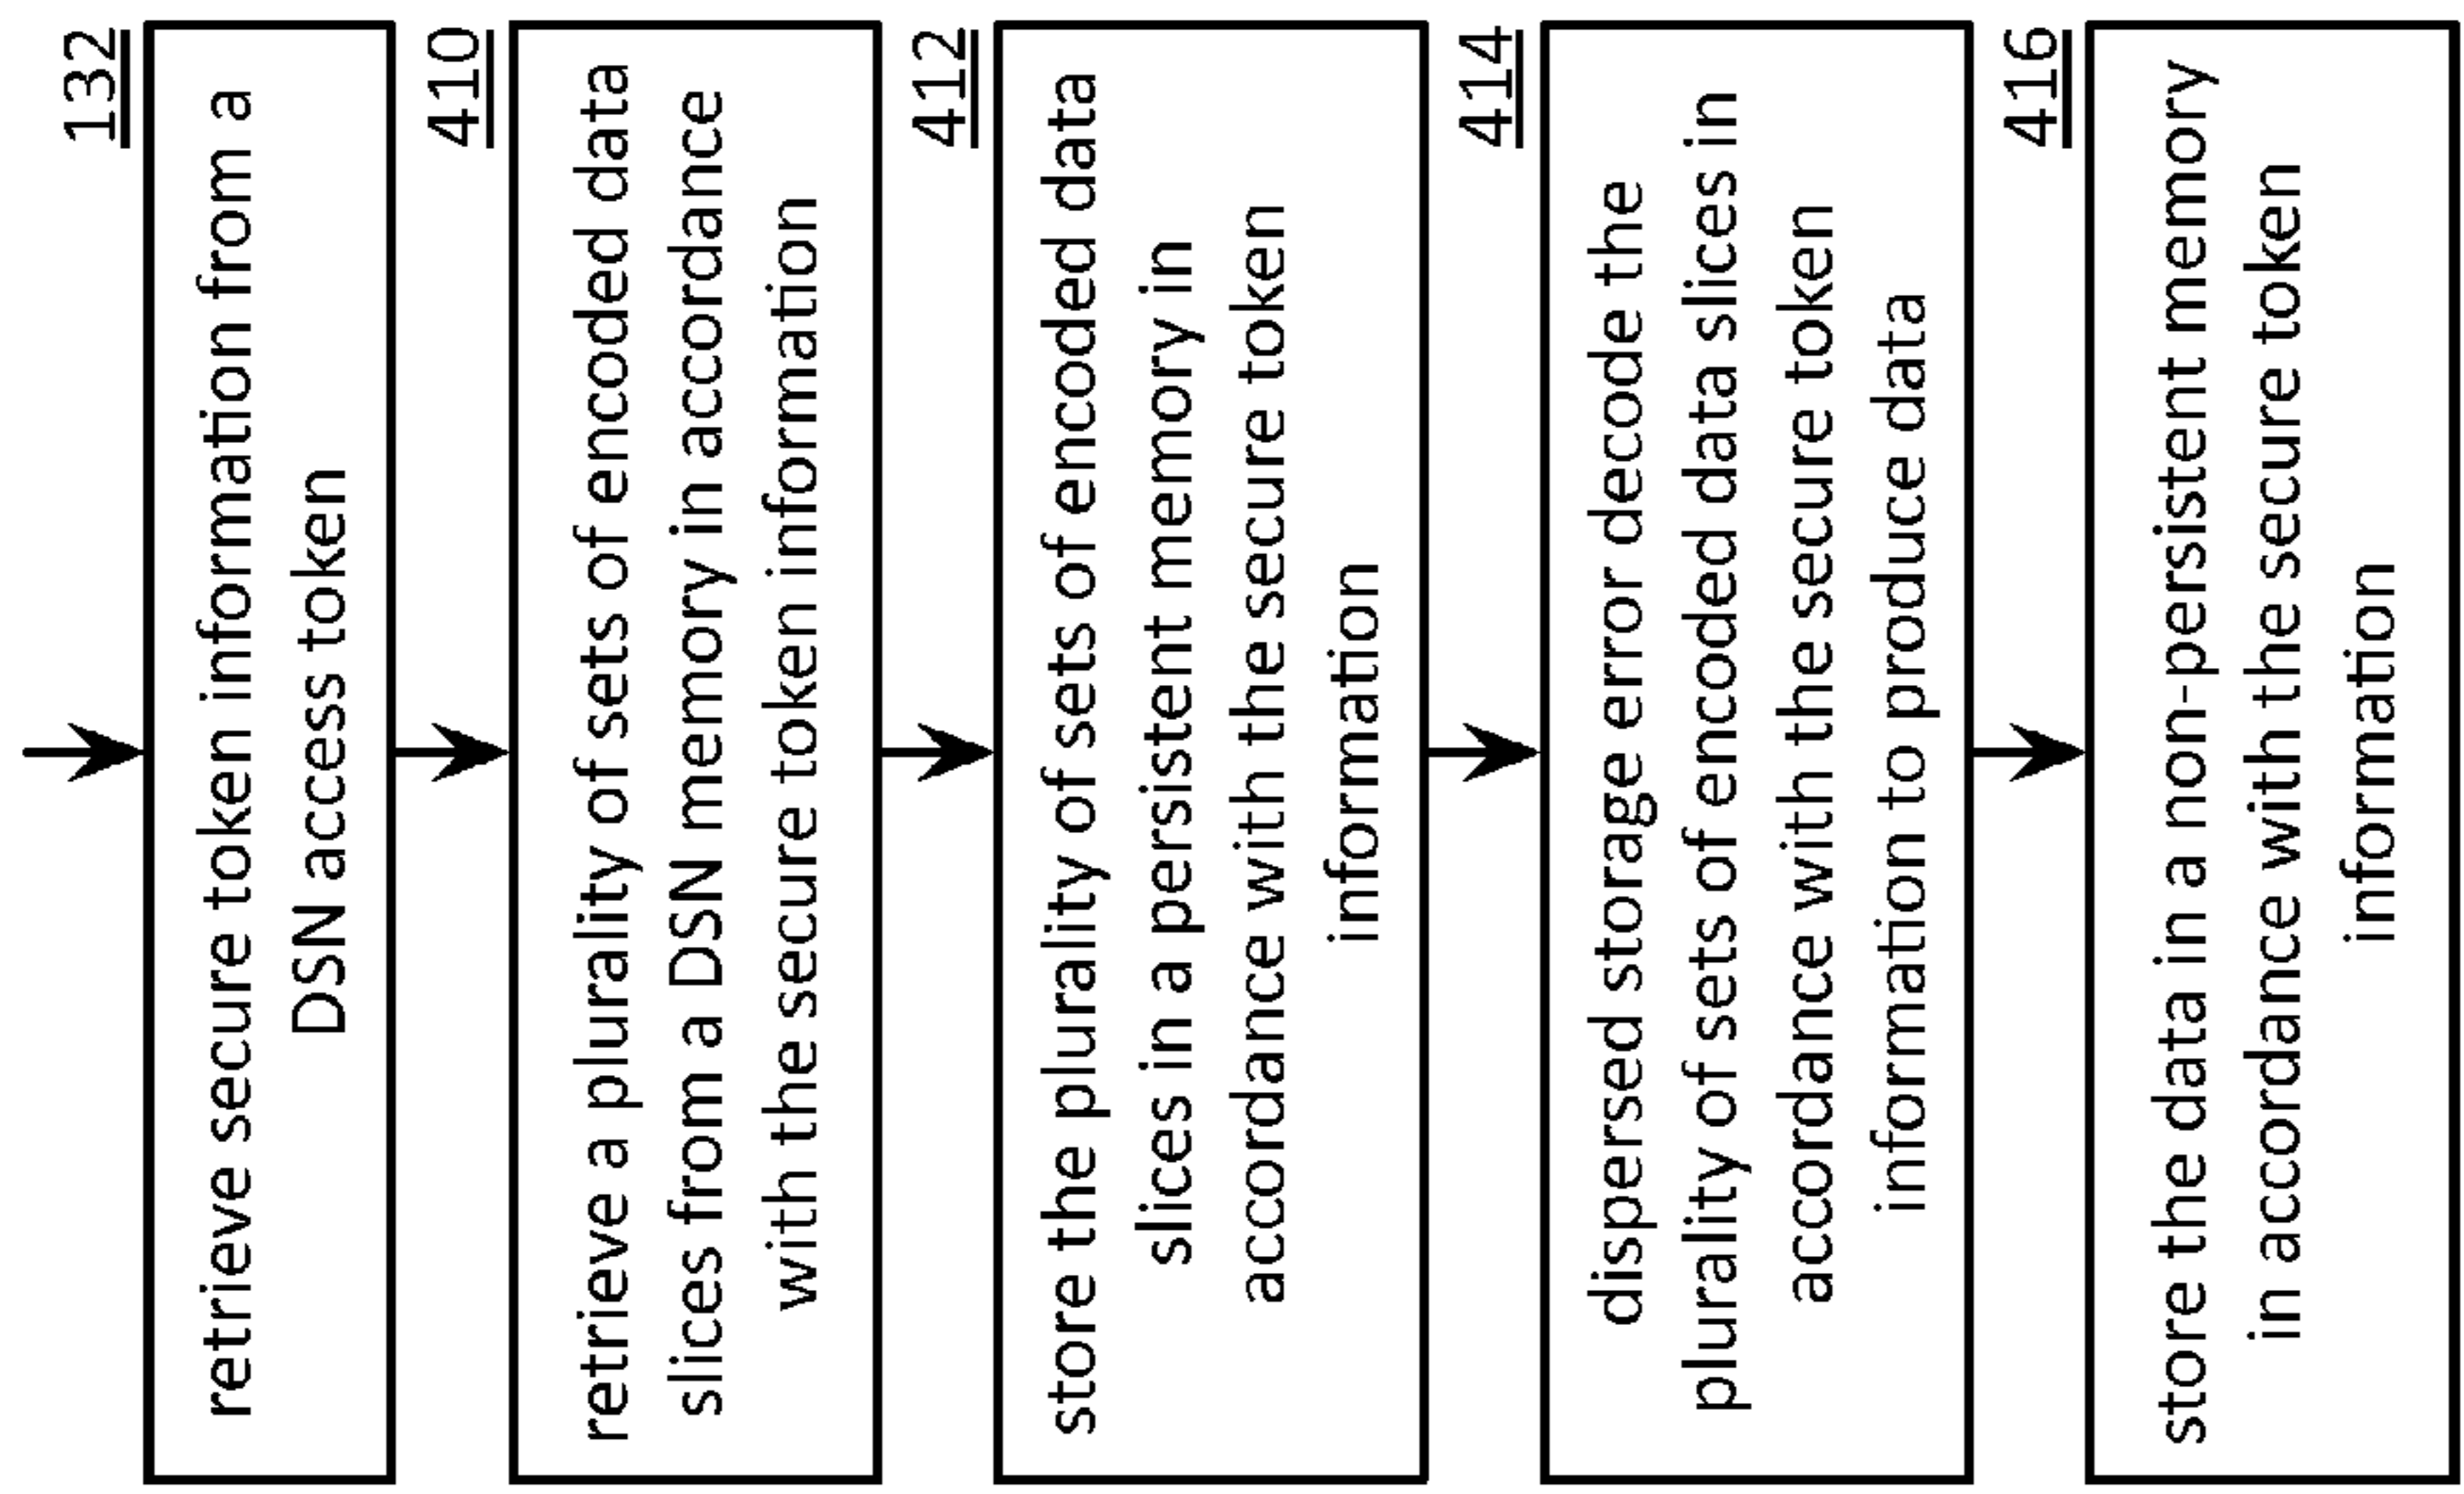 132
retrieve secure token information from a
DSN access token
410
retrieve a plurality of sets of encoded data
slices from a DSN memory in accordance
with the secure token information
412
store the plurality of sets of encoded data
slices in a persistent memory in
accordance with the secure token
information
414
dispersed storage error decode the
plurality of sets of encoded data slices in
accordance with the secure token
information to produce data
416
store the data in a non-persistent memory
in accordance with the secure token
information